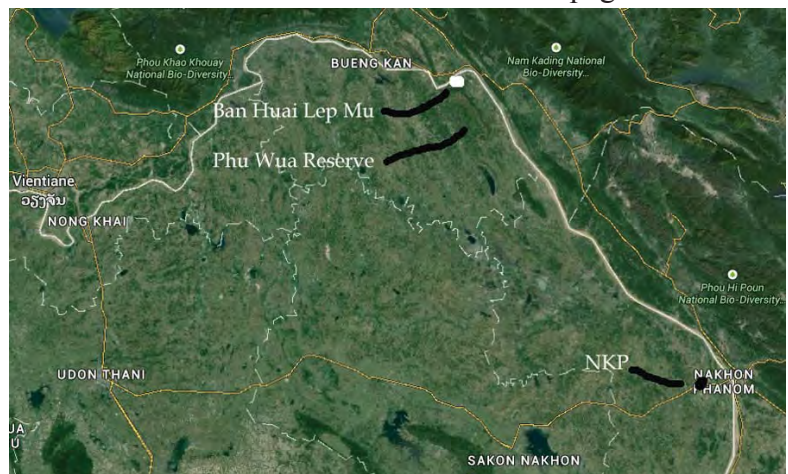 Phou Khao Khouay
National Bio-Diversity...
BUENG KAN
Nam Kading National
Bio-Diversity...
Ban Huai Lep Mu
Phu Wua Reserve
Vientiane
ວຽງຈັນ
NONG KHAI
Phou Hi Poun
National Bio-Diversity...
UDON THANI
NKP
NAKHON
PHANOM
UA
U
SAKON NAKHON